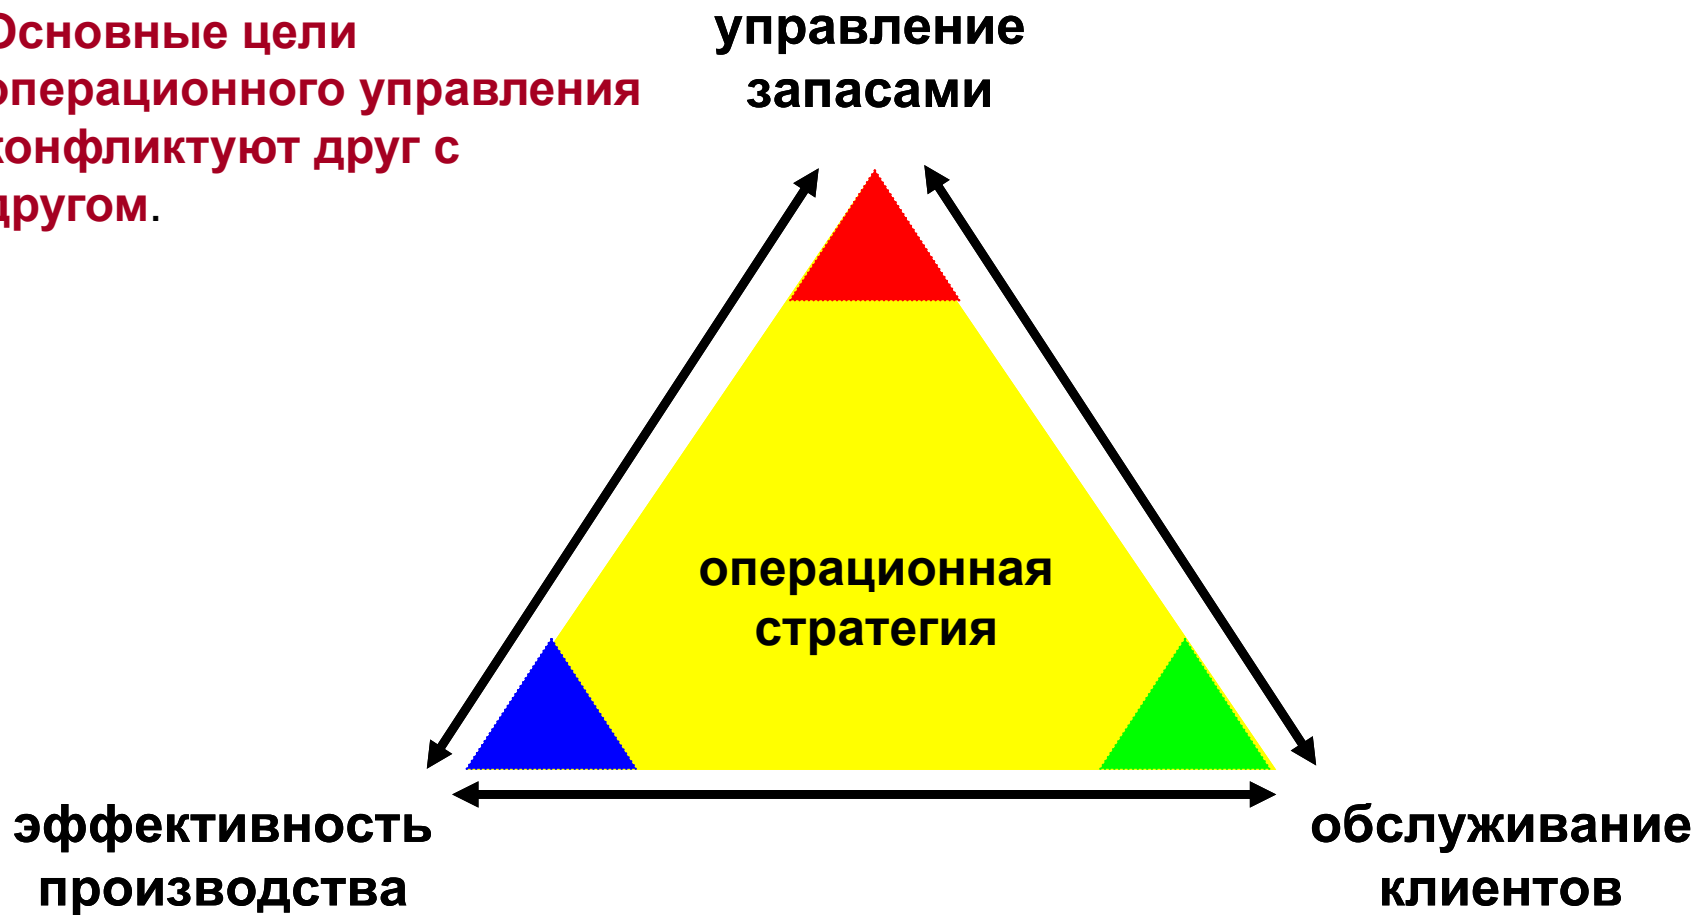 Основные цели
операционного управления
конфликтуют друг с
другом.
управление
запасами
операционная
стратегия
эффективность
производства
обслуживание
клиентов